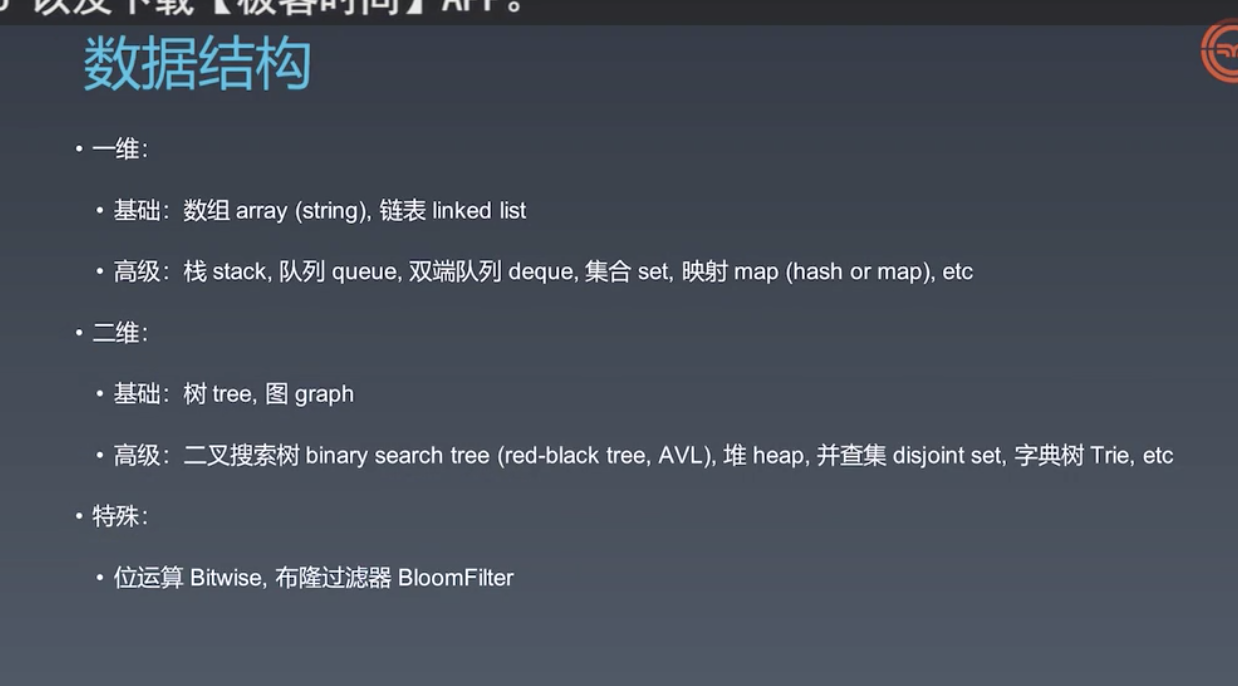 以及下载【极客时间】APP。
数据结构
• 一维：
• 基础：数组 array (string), 链表 linked list
• 高级：栈 stack, 队列 queue, 双端队列 deque, 集合 set, 映射 map (hash or map), etc
• 二维：
• 基础：树 tree, 图 graph
• 高级：二叉搜索树 binary search tree (red-black tree, AVL), 堆 heap, 并查集 disjoint set, 字典树 Trie, etc
• 特殊：
• 位运算 Bitwise, 布隆过滤器 BloomFilter